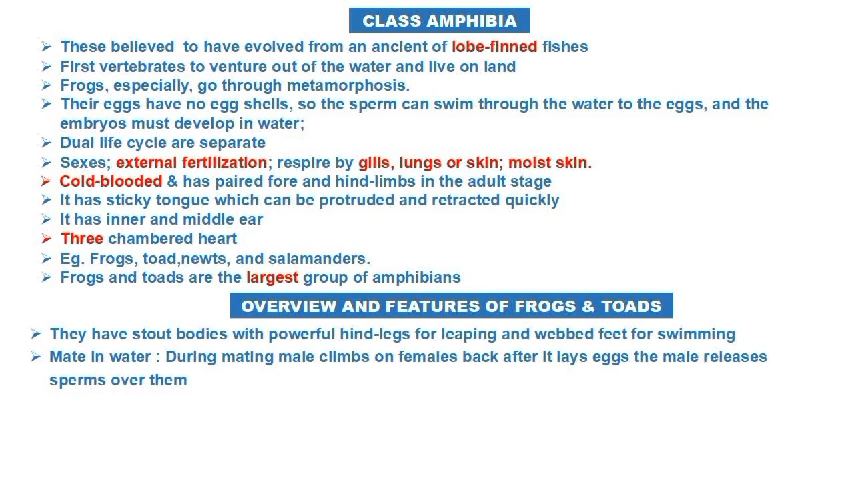 CLASS AMPHIBIA
➢ These believed to have evolved from an ancient of lobe-finned fishes
➢ First vertebrates to venture out of the water and live on land
➢ Frogs, especially, go through metamorphosis.
➢ Their eggs have no egg shells, so the sperm can swim through the water to the eggs, and the
embryos must develop in water;
➢ Dual life cycle are separate
➢ Sexes; external fertilization; respire by gills, lungs or skin; moist skin.
➢ Cold-blooded & has paired fore and hind-limbs in the adult stage
➢ It has sticky tongue which can be protruded and retracted quickly
➢ It has inner and middle ear
➢ Three chambered heart
➢ Eg. Frogs, toad,newts, and salamanders.
➢ Frogs and toads are the largest group of amphibians
OVERVIEW AND FEATURES OF FROGS & TOADS
➢ They have stout bodies with powerful hind-legs for leaping and webbed feet for swimming
➢ Mate in water : During mating male climbs on females back after it lays eggs the male releases
sperms over them